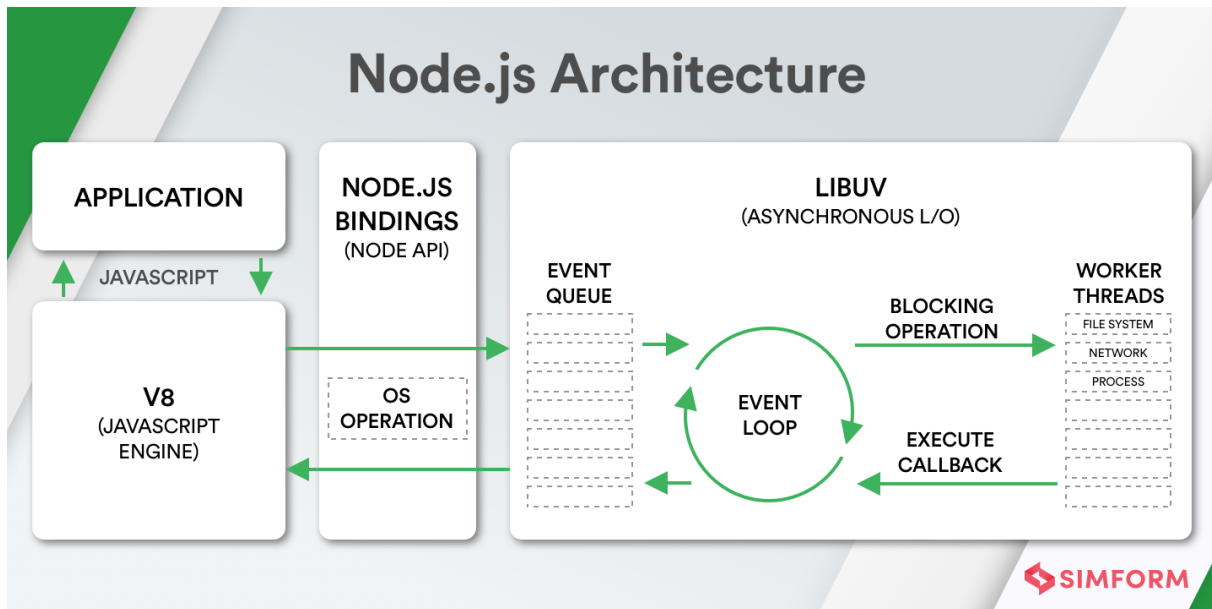 Node.js Architecture
APPLICATION
JAVASCRIPT
V8
(JAVASCRIPT
ENGINE)
NODE.JS
BINDINGS
(NODE API)
OS
OPERATION
LIBUV
(ASYNCHRONOUS L/O)
EVENT
QUEUE
EVENT
LOOP
BLOCKING
OPERATION
EXECUTE
CALLBACK
WORKER
THREADS
FILE SYSTEM
NETWORK
PROCESS
SIMFORM